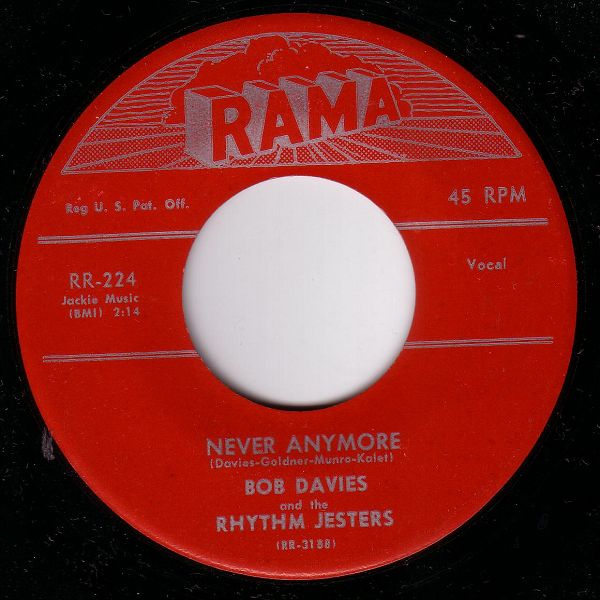 RAMA
Reg U. S. Pat. Off.
45 RPM
RR-224
Jackie Music
(BMI) 2:14
Vocal
NEVER ANYMORE
(Davies-Goldner-Munro-Kalet)
BOB DAVIES
and the
RHYTHM JESTERS
(RR-3188)